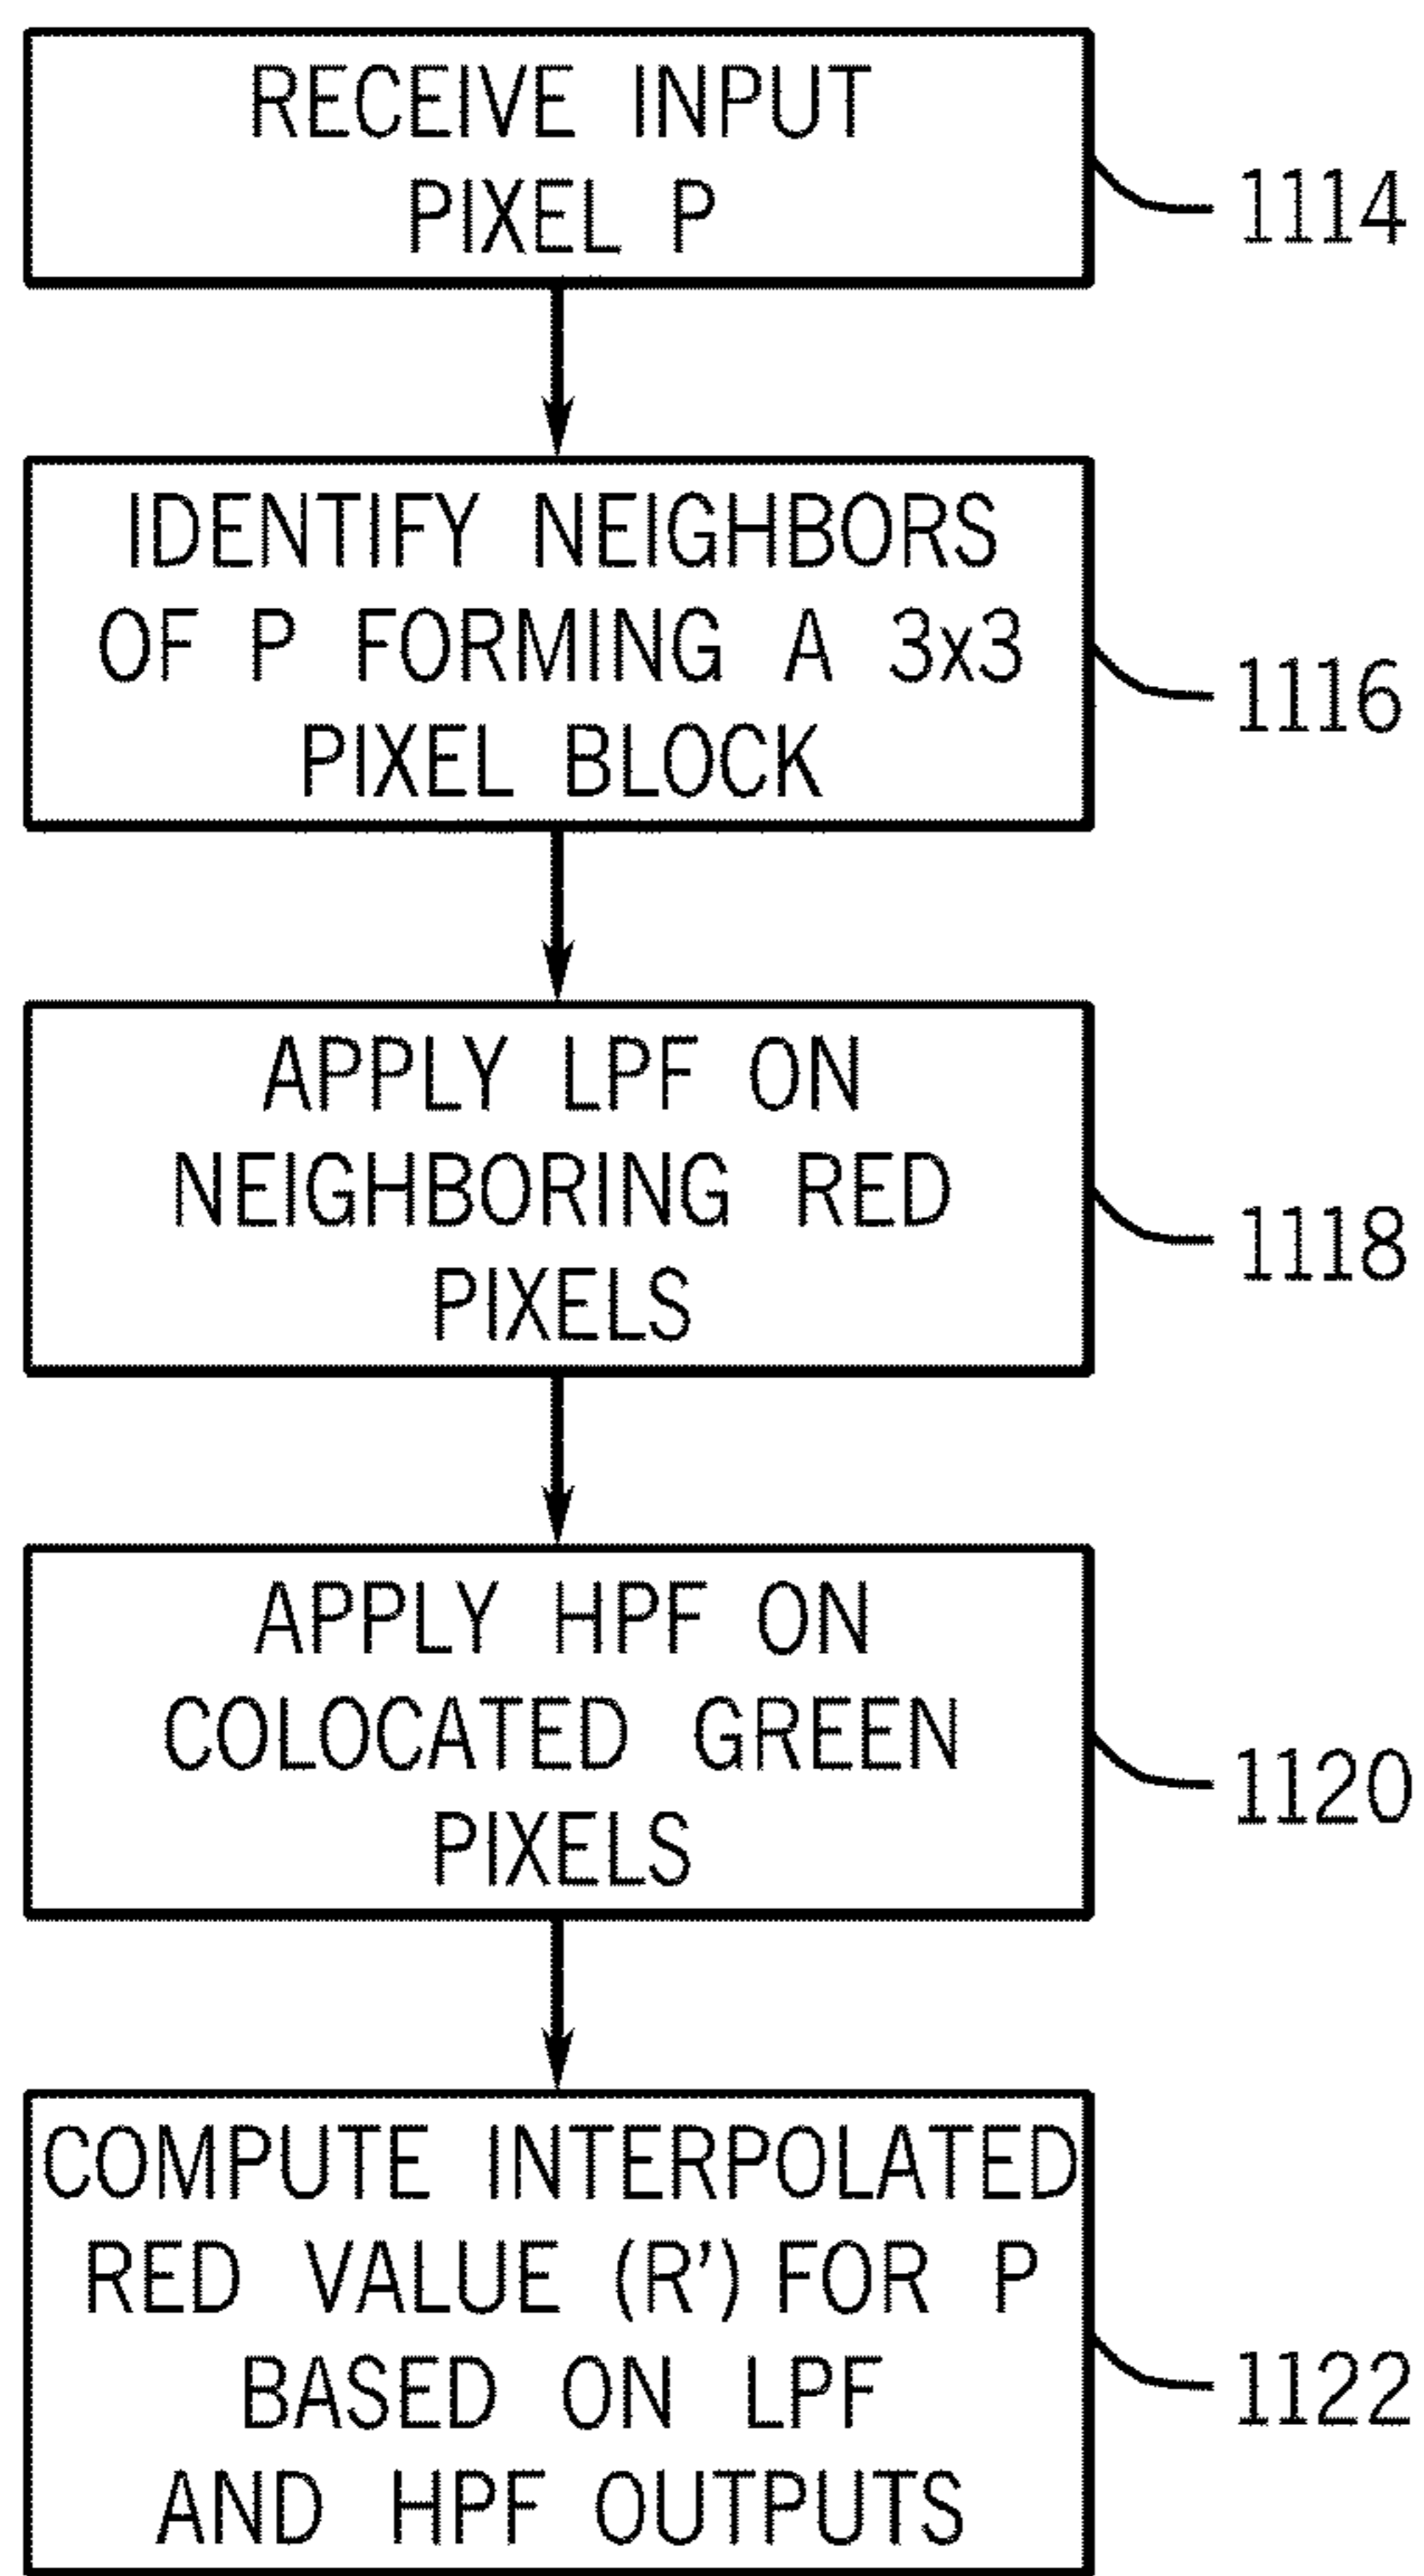 RECEIVE INPUT
PIXEL P
1114
IDENTIFY NEIGHBORS
OF P FORMING A 3x3
PIXEL BLOCK
1116
APPLY LPF ON
NEIGHBORING RED
PIXELS
1118
APPLY HPF ON
COLOCATED GREEN
PIXELS
1120
COMPUTE INTERPOLATED
RED VALUE (R') FOR P
BASED ON LPF
AND HPF OUTPUTS
1122